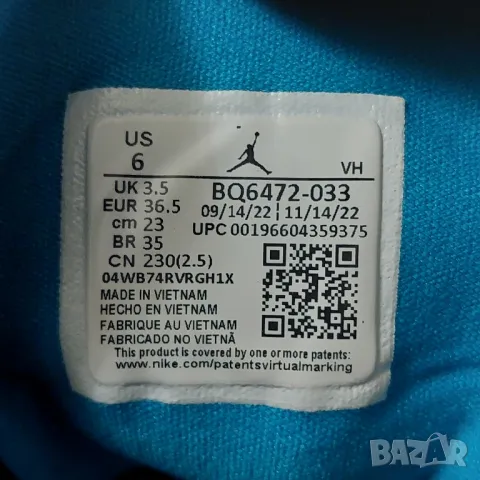 US
6
VH
UK 3.5
EUR 36.5
cm 23
BR 35
CN 230(2.5)
BQ6472-033
09/14/22 | 11/14/22
UPC 00196604359375
04WB74RVRGH1X
MADE IN VIETNAM
HECHO EN VIETNAM
FABRIQUE AU VIETNAM
FABRICADO NO VIETNÃ
This product is covered by one or more patents:
www.nike.com/patentsvirtualmarking
BAZAR